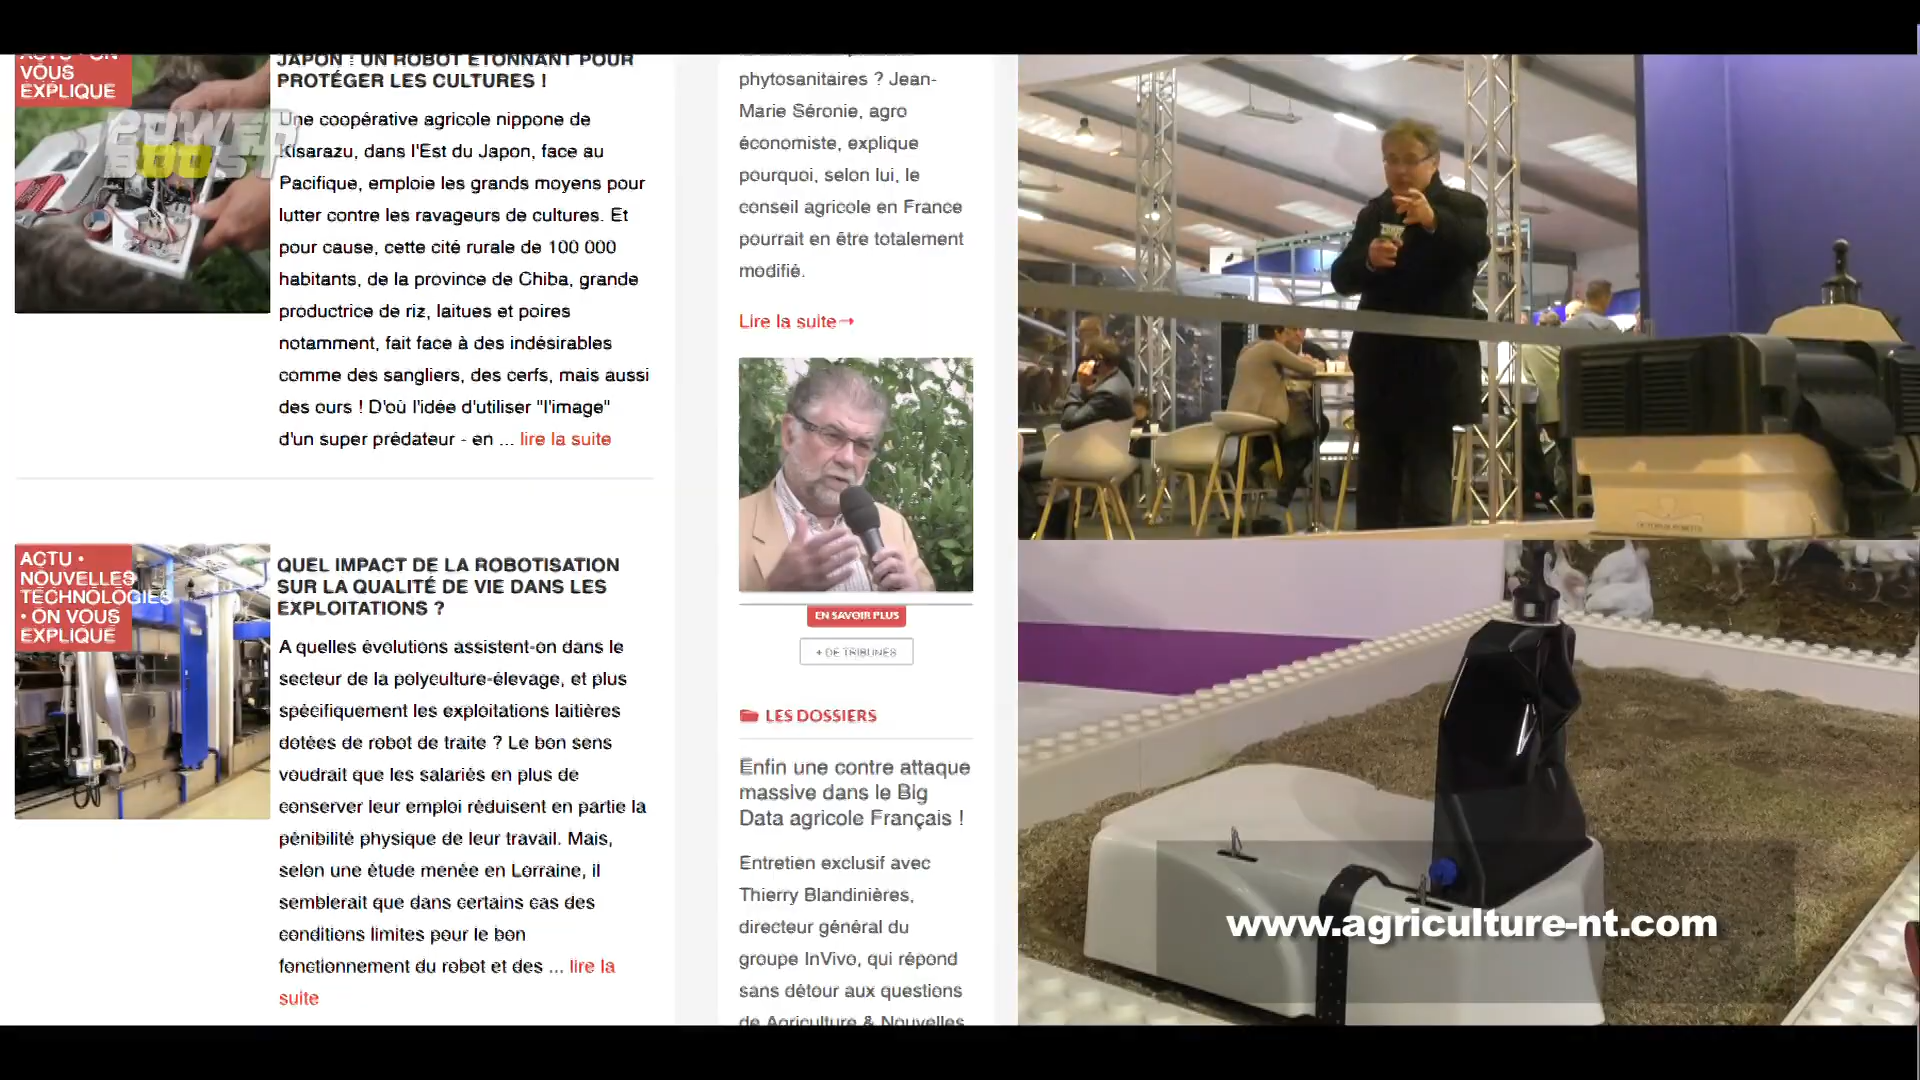 ACTU • ON
VOUS
EXPLIQUE
POWER
BOOST
JAPON : UN ROBOT ÉTONNANT POUR
PROTÉGER LES CULTURES !
Une coopérative agricole nippone de
Kisarazu, dans l'Est du Japon, face au
Pacifique, emploie les grands moyens pour
lutter contre les ravageurs de cultures. Et
pour cause, cette cité rurale de 100 000
habitants, de la province de Chiba, grande
productrice de riz, laitues et poires
notamment, fait face à des indésirables
comme des sangliers, des cerfs, mais aussi
des ours ! D'où l'idée d'utiliser "l'image"
d'un super prédateur - en ... lire la suite
ACTU •
NOUVELLES
TECHNOLOGIES
• ON VOUS
EXPLIQUE
QUEL IMPACT DE LA ROBOTISATION
SUR LA QUALITÉ DE VIE DANS LES
EXPLOITATIONS ?
A quelles évolutions assistent-on dans le
secteur de la polyculture-élevage, et plus
spécifiquement les exploitations laitières
dotées de robot de traite ? Le bon sens
voudrait que les salariés en plus de
conserver leur emploi réduisent en partie la
pénibilité physique de leur travail. Mais,
selon une étude menée en Lorraine, il
semblerait que dans certains cas des
conditions limites pour le bon
fonctionnement du robot et des ... lire la
suite
phytosanitaires ? Jean-
Marie Séronie, agro
économiste, explique
pourquoi, selon lui, le
conseil agricole en France
pourrait en être totalement
modifié.
Lire la suite→
EN SAVOIR PLUS
+ DE TRIBUNES
LES DOSSIERS
Enfin une contre attaque
massive dans le Big
Data agricole Français !
Entretien exclusif avec
Thierry Blandinières,
directeur général du
groupe InVivo, qui répond
sans détour aux questions
de Agriculture & Nouvelles
OCTOPUS ROBOTS
www.agriculture-nt.com